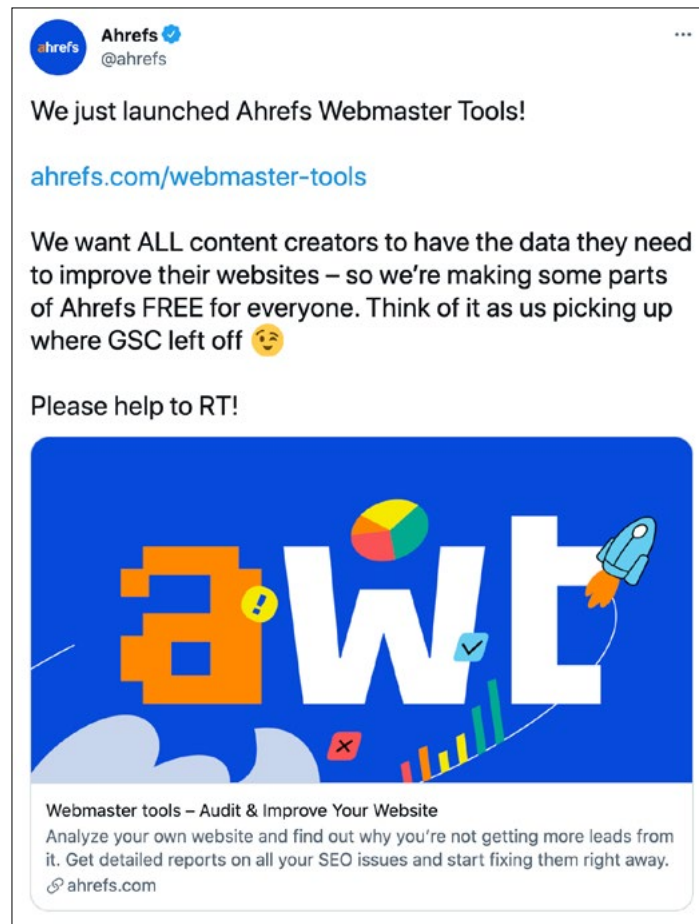 ahrefs
Ahrefs
@ahrefs
We just launched Ahrefs Webmaster Tools!
ahrefs.com/webmaster-tools
We want ALL content creators to have the data they need
to improve their websites – so we’re making some parts
of Ahrefs FREE for everyone. Think of it as us picking up
where GSC left off 😉
Please help to RT!
awt
Webmaster tools – Audit & Improve Your Website
Analyze your own website and find out why you’re not getting more leads from
it. Get detailed reports on all your SEO issues and start fixing them right away.
ahrefs.com